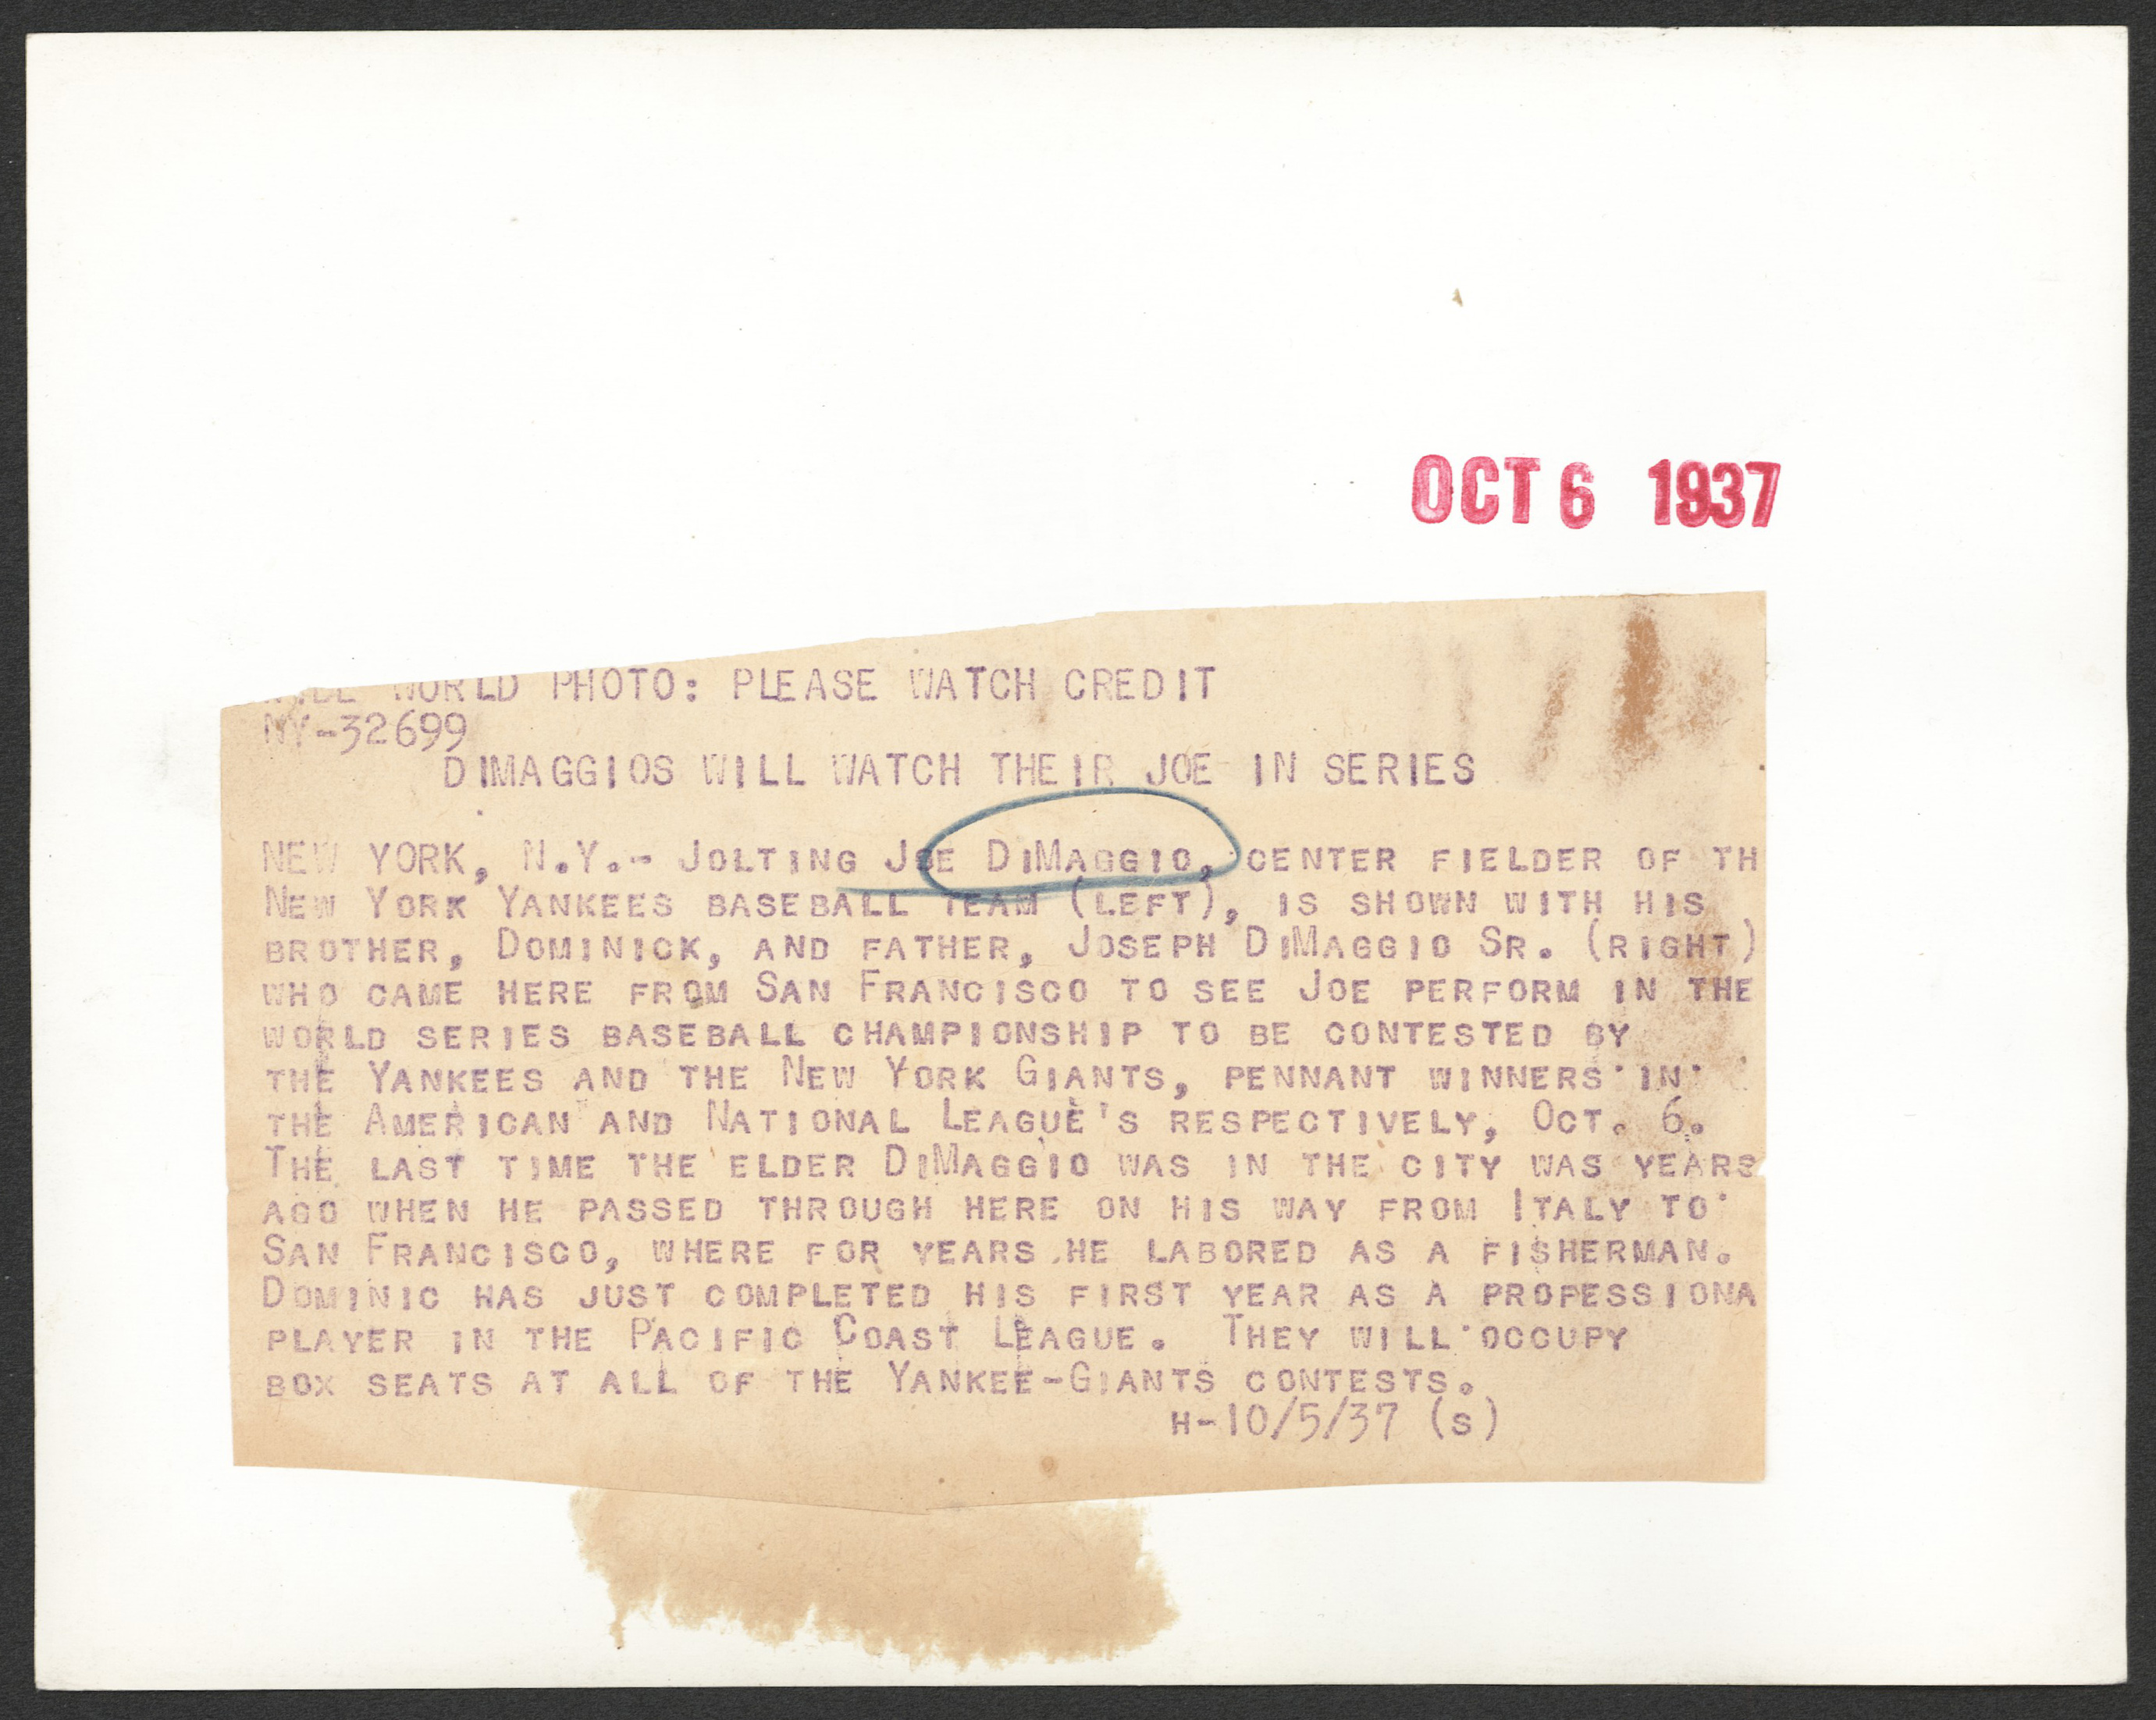 OCT 6 1937
WORLD PHOTO: PLEASE WATCH CREDIT
NY-32699
DIMAGGIOS WILL WATCH THEIR JOE IN SERIES
NEW YORK, N.Y.- JOLTING JOE DIMAGGIO, CENTER FIELDER OF TH
NEW YORK YANKEES BASEBALL TEAM (LEFT), IS SHOWN WITH HIS
BROTHER, DOMINICK, AND FATHER, JOSEPH DIMAGGIO SR. (RIGHT)
WHO CAME HERE FROM SAN FRANCISCO TO SEE JOE PERFORM IN THE
WORLD SERIES BASEBALL CHAMPIONSHIP TO BE CONTESTED BY
THE YANKEES AND THE NEW YORK GIANTS, PENNANT WINNERS IN
THE AMERICAN AND NATIONAL LEAGUE'S RESPECTIVELY, OCT. 6.
THE LAST TIME THE ELDER DIMAGGIO WAS IN THE CITY WAS YEARS
AGO WHEN HE PASSED THROUGH HERE ON HIS WAY FROM ITALY TO
SAN FRANCISCO, WHERE FOR YEARS HE LABORED AS A FISHERMAN.
DOMINIC HAS JUST COMPLETED HIS FIRST YEAR AS A PROFESSIONA
PLAYER IN THE PACIFIC COAST LEAGUE. THEY WILL OCCUPY
BOX SEATS AT ALL OF THE YANKEE-GIANTS CONTESTS.
H-10/5/37 (S)